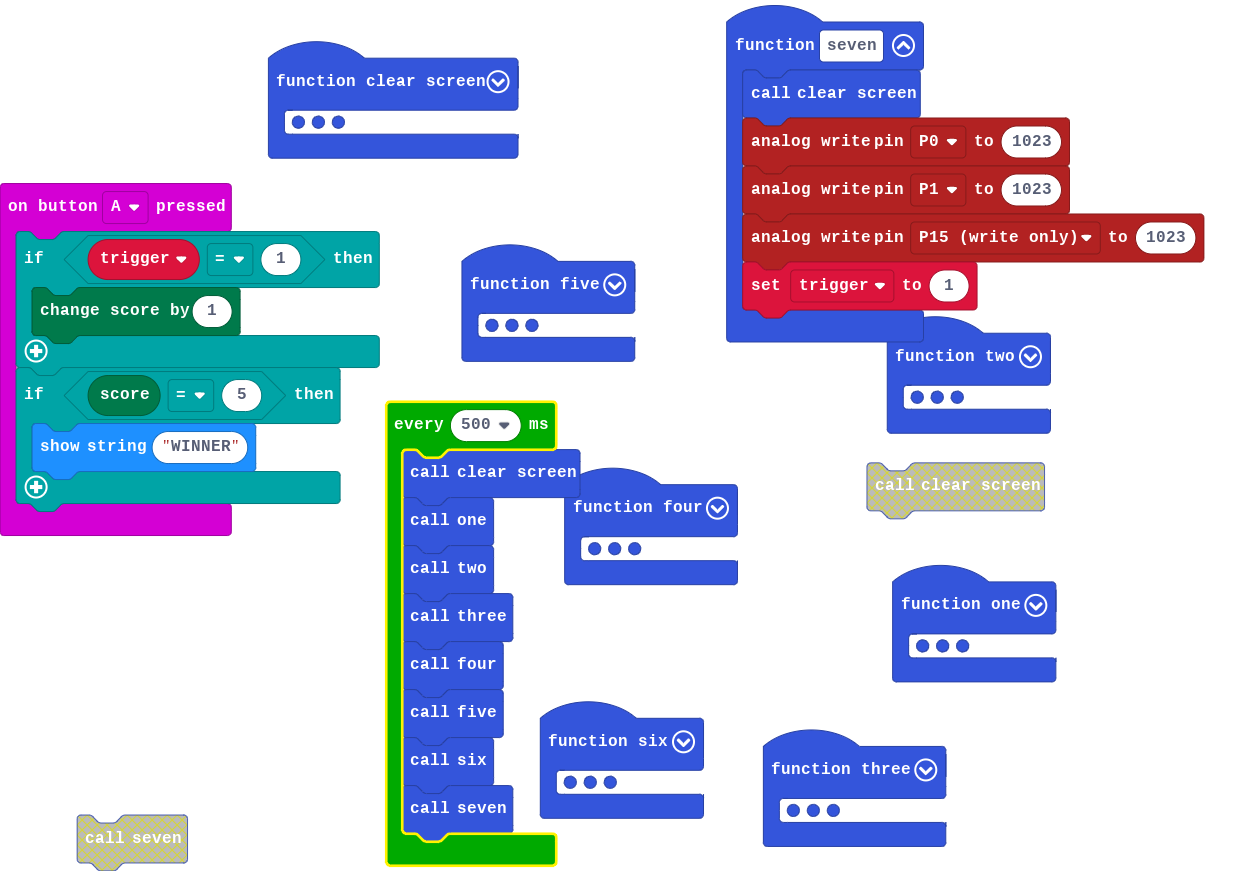 function clear screen
function seven
call clear screen
analog write pin P0 to 1023
analog write pin P1 to 1023
analog write pin P15 (write only) to 1023
set trigger to 1
on button A pressed
if trigger = 1 then
change score by 1
if score = 5 then
show string "WINNER"
function five
function two
every 500 ms
call clear screen
call one
call two
call three
call four
call five
call six
call seven
function four
call clear screen
function one
function six
function three
call seven